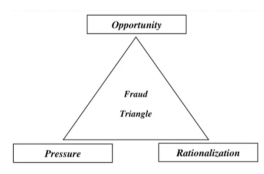 Opportunity
Fraud
Triangle
Pressure
Rationalization